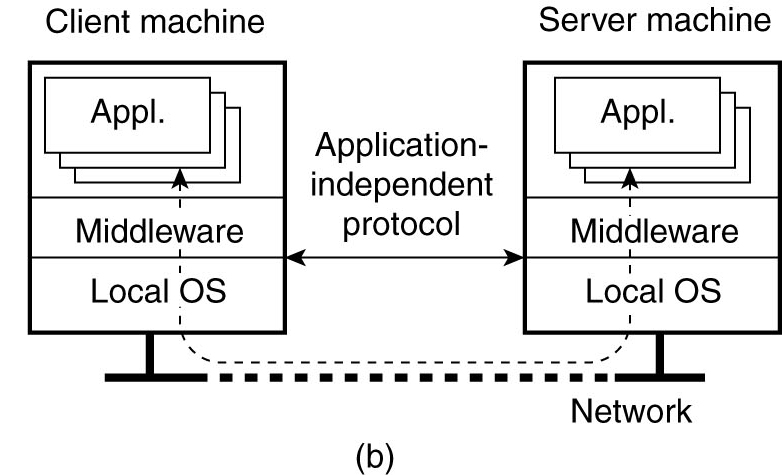 Client machine
Server machine
Appl.
Appl.
Application-
independent
protocol
Middleware
Middleware
Local OS
Local OS
Network
(b)